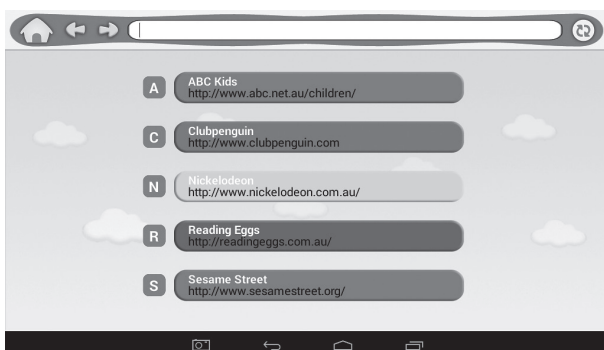 A
ABC Kids
http://www.abc.net.au/children/
C
Clubpenguin
http://www.clubpenguin.com
N
Nickelodeon
http://www.nickelodeon.com.au/
R
Reading Eggs
http://readingeggs.com.au/
S
Sesame Street
http://www.sesamestreet.org/